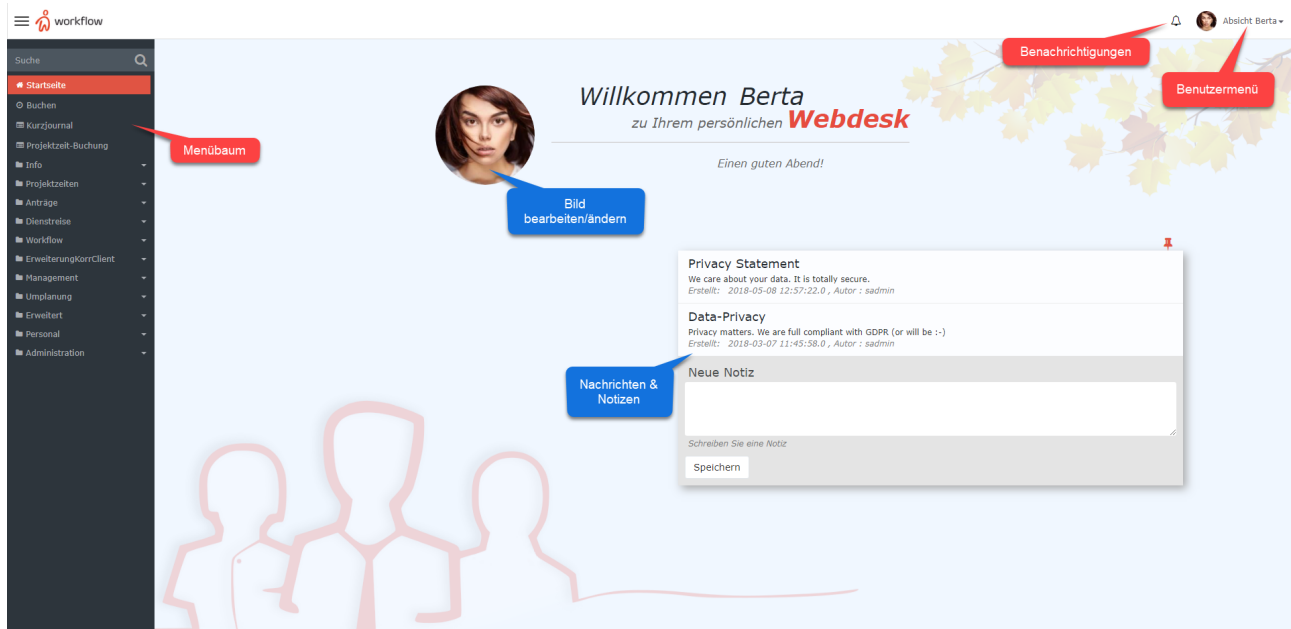 workflow
Absicht Berta
Benachrichtigungen
Benutzermenü
Suche
Startseite
Buchen
Kurzjournal
Projektzeit-Buchung
Info
Projektzeiten
Anträge
Dienstreise
Workflow
ErweiterungKorrClient
Management
Umplanung
Erweitert
Personal
Administration
Menübaum
Willkommen Berta
zu Ihrem persönlichen Webdesk
Einen guten Abend!
Bild
bearbeiten/ändern
Privacy Statement
We care about your data. It is totally secure.
Erstellt: 2018-05-08 12:57:22.0 , Autor : sadmin
Data-Privacy
Privacy matters. We are full compliant with GDPR (or will be :-)
Erstellt: 2018-03-07 11:45:58.0 , Autor : sadmin
Nachrichten &
Notizen
Neue Notiz
Schreiben Sie eine Notiz
Speichern